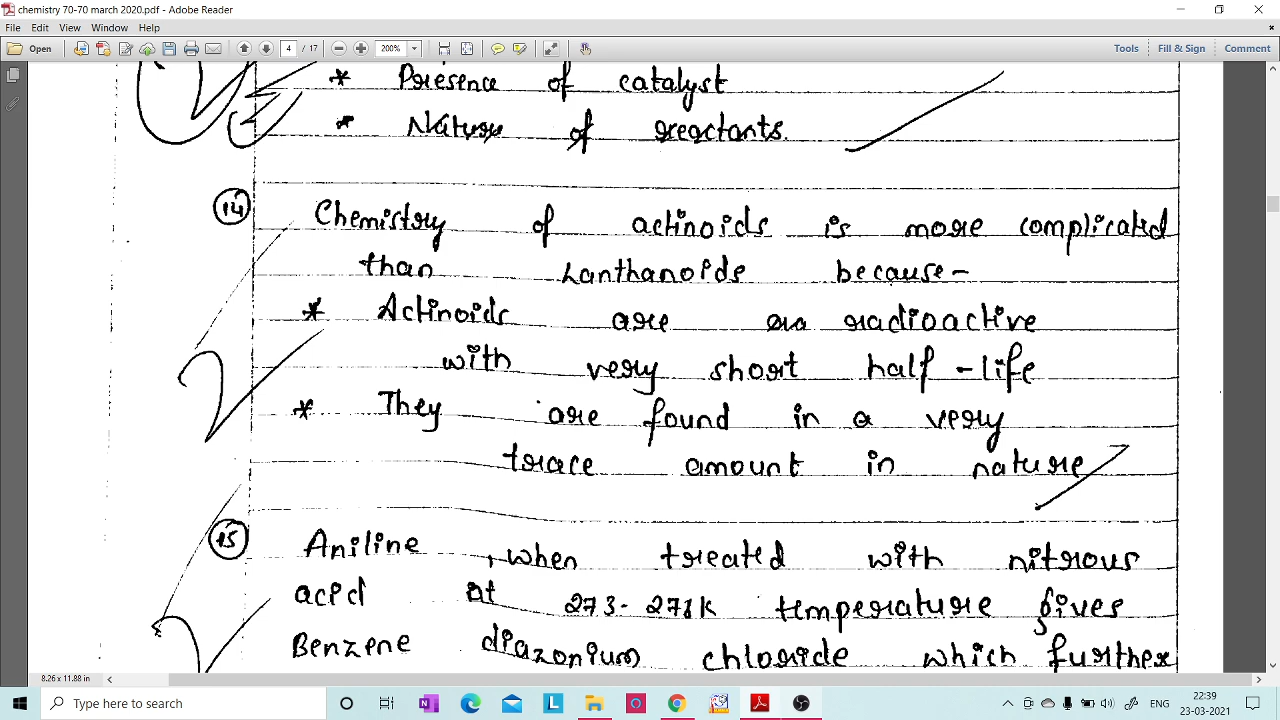 chemistry 70-70 march 2020.pdf - Adobe Reader
File Edit View Window Help
Open 4 / 17 200% Tools Fill & Sign Comment
* Presence of catalyst
* Nature of reactants.
14 Chemistry of actinoids is more complicated
than Lanthanoids because-
* Actinoids are radioactive
with very short half-life
* They are found in a very
trace amount in nature
15 Aniline, when treated with nitrous
acid at 273-278K temperature gives
Benzene diazonium chloride which further
8.26 x 11.88 in
Type here to search
ENG 22:39
23-03-2021